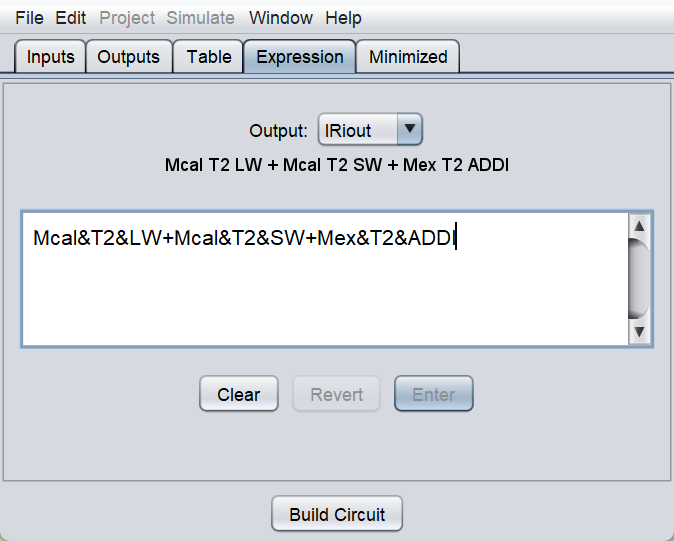 File Edit Project Simulate Window Help
Inputs Outputs Table Expression Minimized
Output: IRiout
Mcal T2 LW + Mcal T2 SW + Mex T2 ADDI
Mcal&T2&LW+Mcal&T2&SW+Mex&T2&ADDI
Clear Revert Enter
Build Circuit